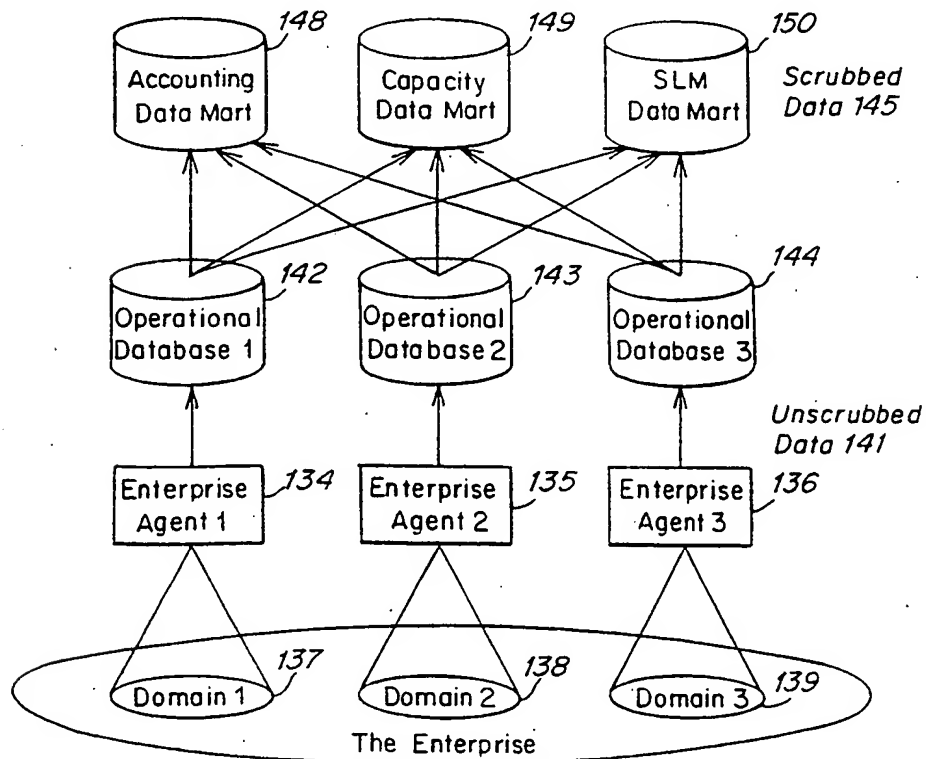 148
149
150
Accounting
Data Mart
Capacity
Data Mart
SLM
Data Mart
Scrubbed
Data 145
142
143
144
Operational
Database 1
Operational
Database 2
Operational
Database 3
Unscrubbed
Data 141
134
135
136
Enterprise
Agent 1
Enterprise
Agent 2
Enterprise
Agent 3
137
138
139
Domain 1
Domain 2
Domain 3
The Enterprise